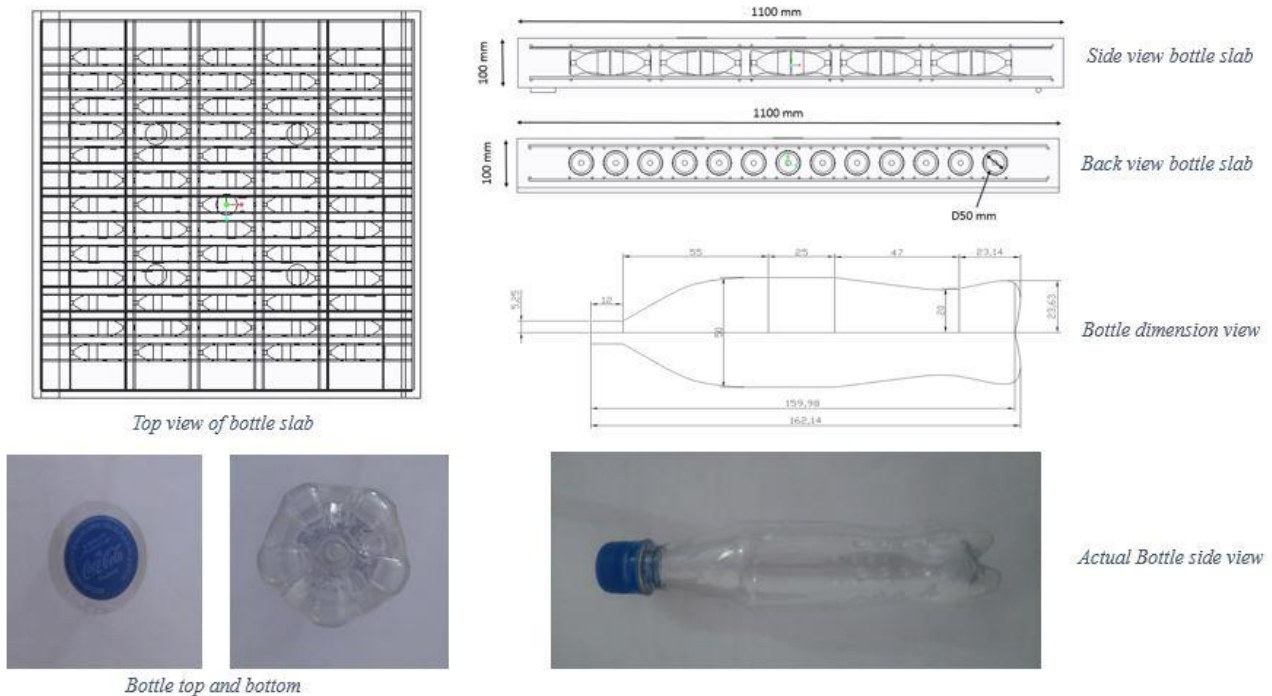 1100 mm
100 mm
Side view bottle slab
1100 mm
100 mm
Back view bottle slab
D50 mm
55
25
47
23,14
12
5,25
50
20
23,63
Bottle dimension view
159,98
162,14
Top view of bottle slab
Coca-Cola
Actual Bottle side view
Bottle top and bottom